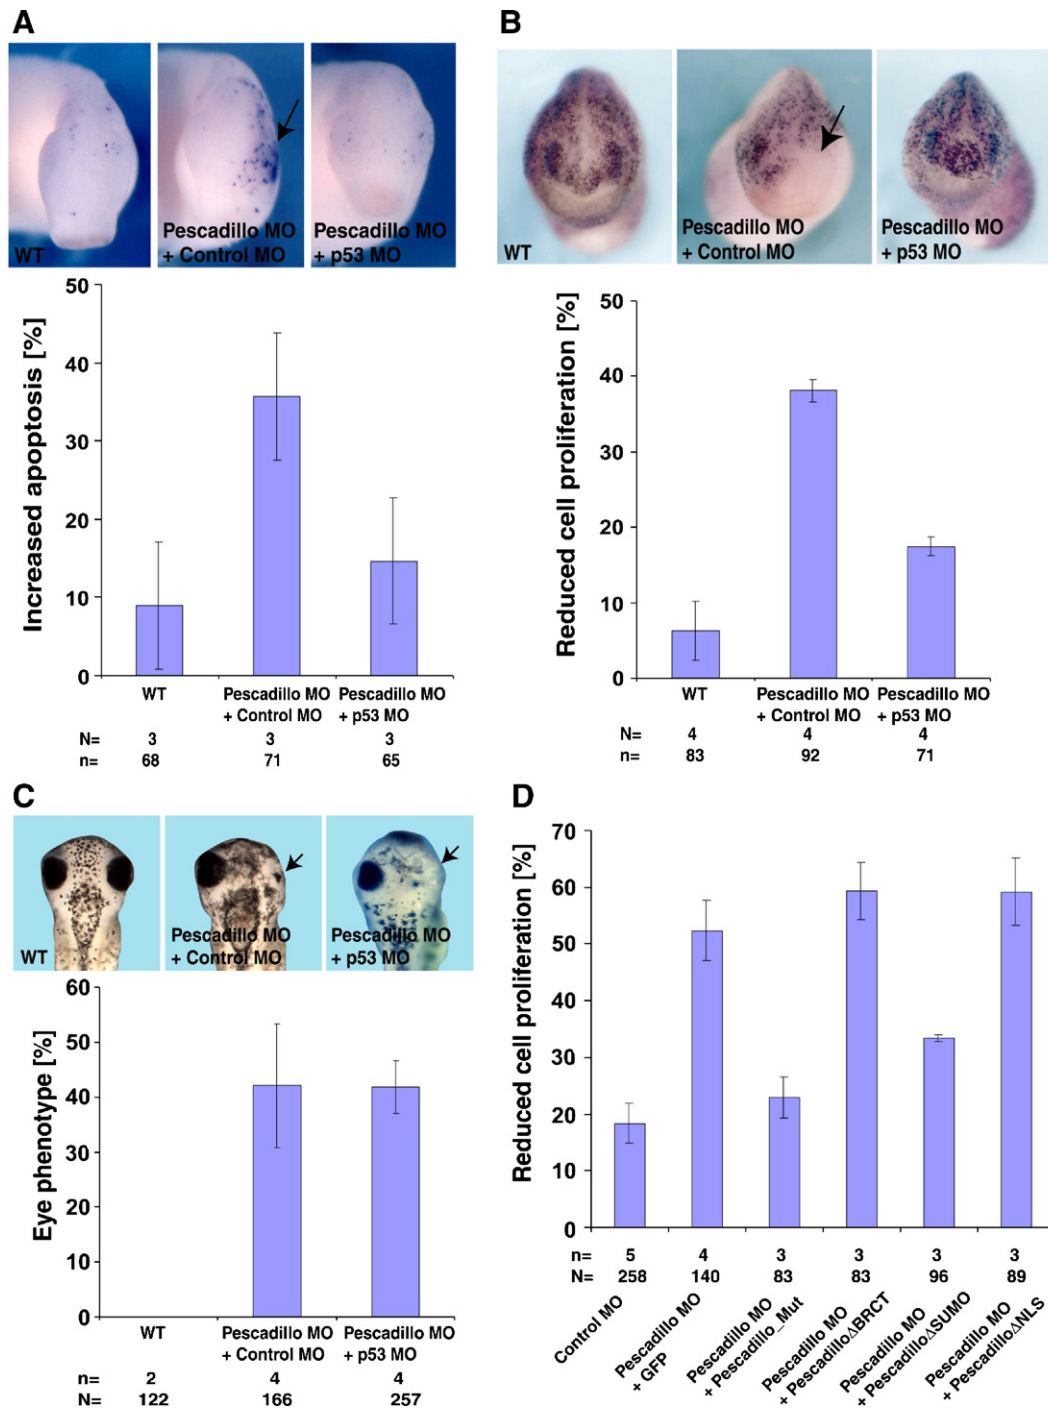 A
WT
Pescadillo MO
+ Control MO
Pescadillo MO
+ p53 MO
Increased apoptosis [%]
50
40
30
20
10
0
WT
Pescadillo MO
+ Control MO
Pescadillo MO
+ p53 MO
N= 3 3 3
n= 68 71 65
B
WT
Pescadillo MO
+ Control MO
Pescadillo MO
+ p53 MO
Reduced cell proliferation [%]
50
40
30
20
10
0
WT
Pescadillo MO
+ Control MO
Pescadillo MO
+ p53 MO
N= 4 4 4
n= 83 92 71
C
WT
Pescadillo MO
+ Control MO
Pescadillo MO
+ p53 MO
Eye phenotype [%]
60
50
40
30
20
10
0
WT
Pescadillo MO
+ Control MO
Pescadillo MO
+ p53 MO
n= 2 4 4
N= 122 166 257
D
Reduced cell proliferation [%]
70
60
50
40
30
20
10
0
n= 5 4 3 3 3 3
N= 258 140 83 83 96 89
Control MO
Pescadillo MO
+ GFP
Pescadillo MO
+ Pescadillo_Mut
Pescadillo MO
+ PescadilloΔBRCT
Pescadillo MO
+ PescadilloΔSUMO
Pescadillo MO
+ PescadilloΔNLS